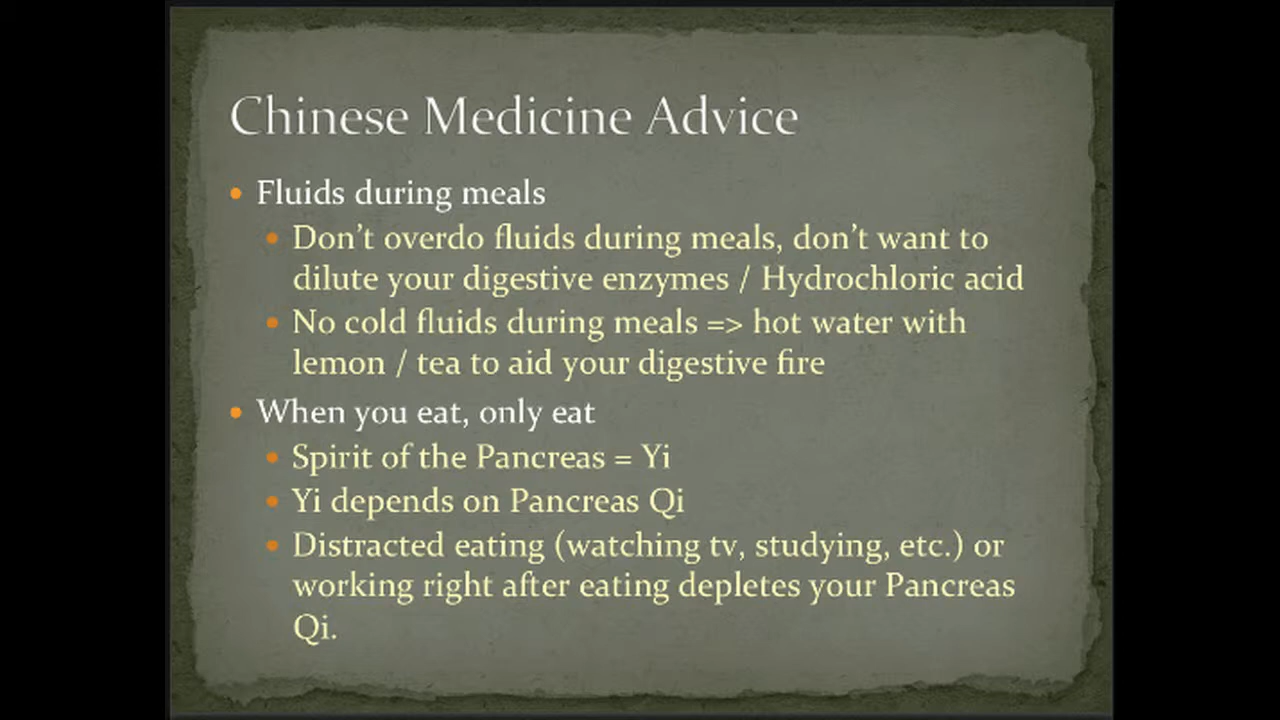 Chinese Medicine Advice
• Fluids during meals
• Don't overdo fluids during meals, don't want to
dilute your digestive enzymes / Hydrochloric acid
• No cold fluids during meals => hot water with
lemon / tea to aid your digestive fire
• When you eat, only eat
• Spirit of the Pancreas = Yi
• Yi depends on Pancreas Qi
• Distracted eating (watching tv, studying, etc.) or
working right after eating depletes your Pancreas
Qi.